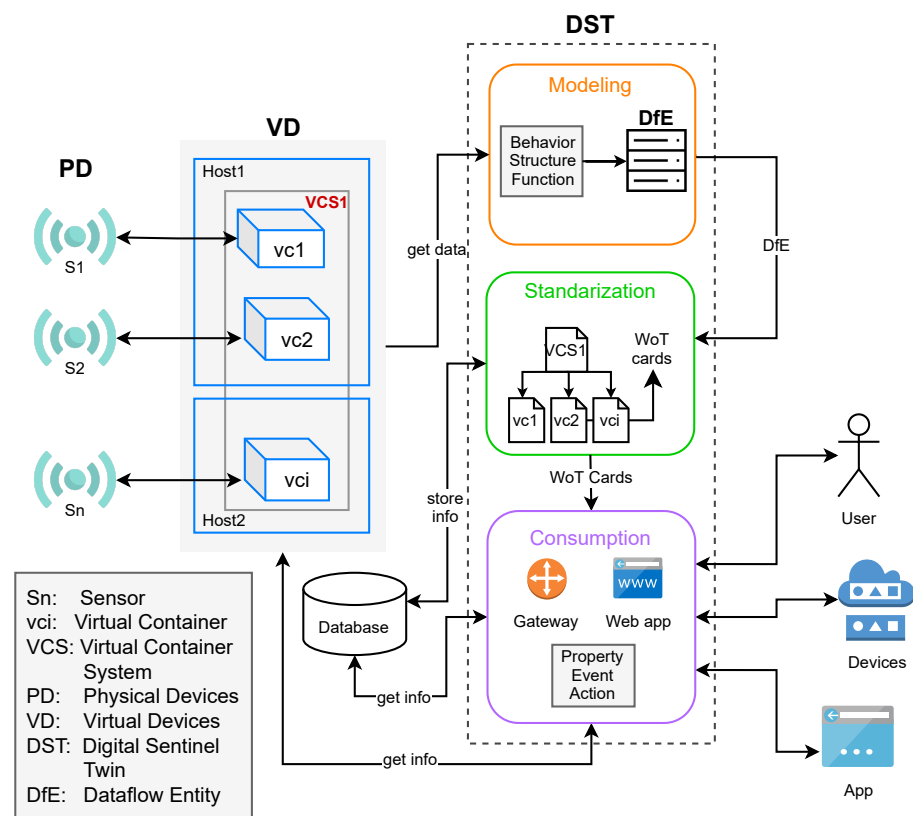 DST
Modeling
VD
DfE
Behavior
Structure
Function
PD
Host1
VCS1
S1
vc1
get data
DfE
Standarization
S2
vc2
VCS1
WoT
cards
vc1
vc2
vci
Sn
vci
Host2
WoT Cards
store
info
User
Consumption
www
Gateway
Web app
Database
Property
Event
Action
Devices
get info
get info
App
Sn: Sensor
vci: Virtual Container
VCS: Virtual Container
System
PD: Physical Devices
VD: Virtual Devices
DST: Digital Sentinel
Twin
DfE: Dataflow Entity